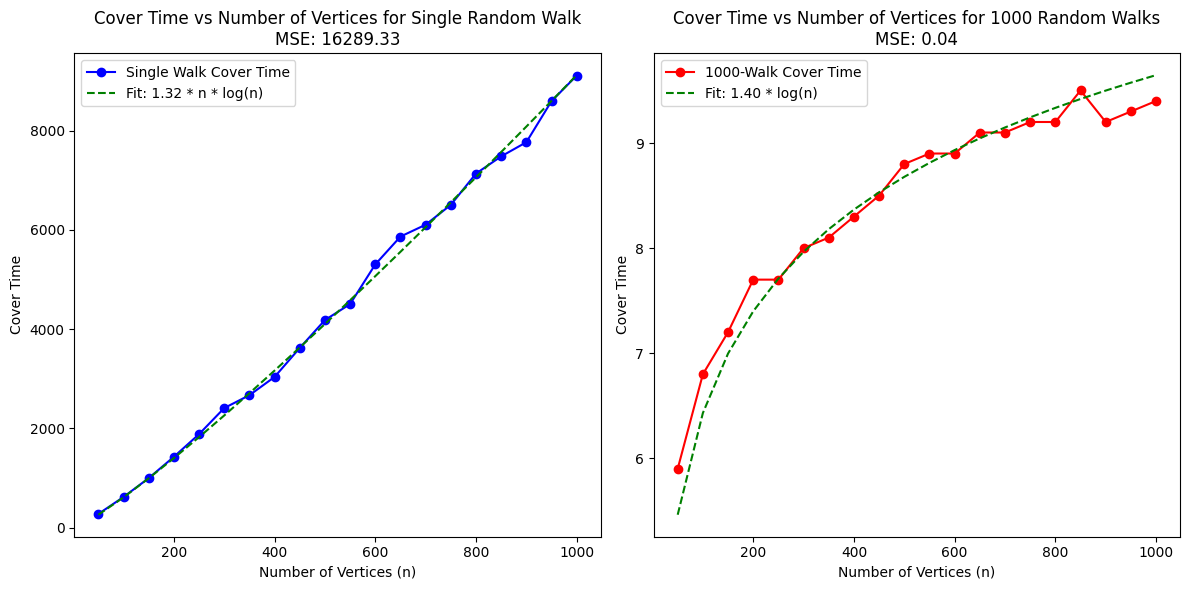 Cover Time vs Number of Vertices for Single Random Walk
MSE: 16289.33
Single Walk Cover Time
Fit: 1.32 * n * log(n)
8000
6000
4000
2000
0
Cover Time
200
400
600
800
1000
Number of Vertices (n)
Cover Time vs Number of Vertices for 1000 Random Walks
MSE: 0.04
1000-Walk Cover Time
Fit: 1.40 * log(n)
9
8
7
6
Cover Time
200
400
600
800
1000
Number of Vertices (n)